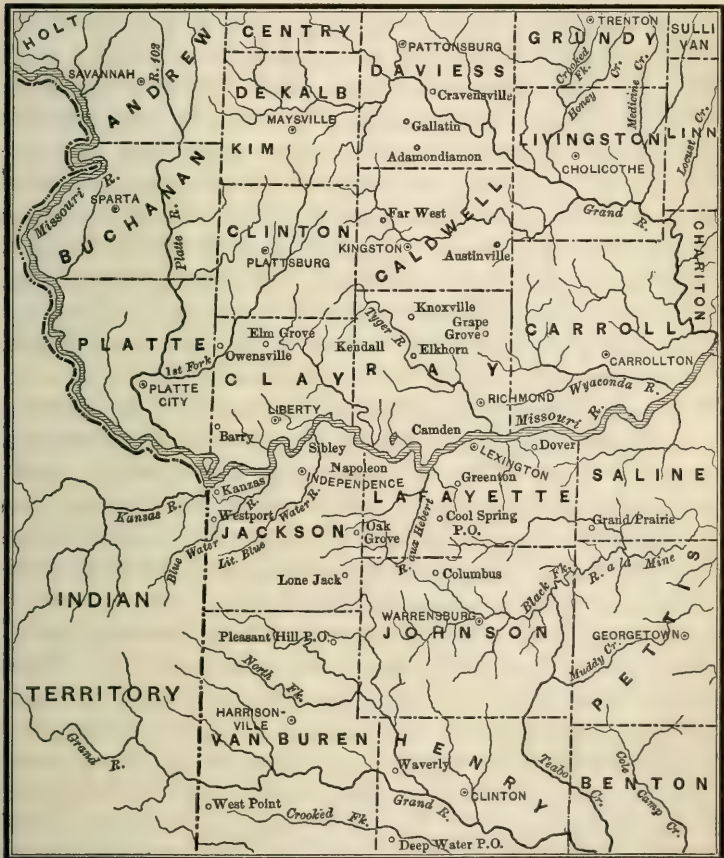 HOLT
ANDREW
CENTRY
GRUNDY
SULLI
VAN
TRENTON
PATTONSBURG
SAVANNAH
R. 102
DAVIESS
Crooked
Fk.
DE KALB
Cravensville
Honey
Cr.
Medicine Cr.
MAYSVILLE
Gallatin
LIVINGSTON
LINN
Locust Cr.
KIM
Adamondiamon
CHOLICOTHE
Missouri R.
SPARTA
BUCHANAN
Platte R.
CALDWELL
Far West
Grand
R.
CLINTON
KINGSTON
Austinville
CHARITON
PLATTSBURG
Knoxville
Tyger R.
Grape
Grove
CARROLL
PLATTE
Elm Grove
Kendall
Elkhorn
1st Fork
Owensville
CARROLLTON
PLATTE
CITY
CLAY
RAY
RICHMOND
Wyaconda R.
LIBERTY
Missouri
R.
Barry
Camden
Sibley
Dover
LEXINGTON
Napoleon
INDEPENDENCE
SALINE
Kanzas
Greenton
LAFAYETTE
Kansas R.
Westport
Cool Spring
P.O.
Grand Prairie
JACKSON
Oak
Grove
R. aux Hebert
Blue Water R.
Lit. Blue Water R.
Lone Jack
Columbus
Black Fk.
R. a la Mine
INDIAN
WARRENSBURG
JOHNSON
GEORGETOWN
Pleasant Hill P.O.
Muddy Cr.
PETTIS
North
Fk.
TERRITORY
HARRISON-
VILLE
Grand
R.
VAN BUREN
HENRY
Waverly
Teabo
Cr.
BENTON
Cole
Camp Cr.
West Point
Grand R.
CLINTON
Crooked Fk.
Deep Water P.O.